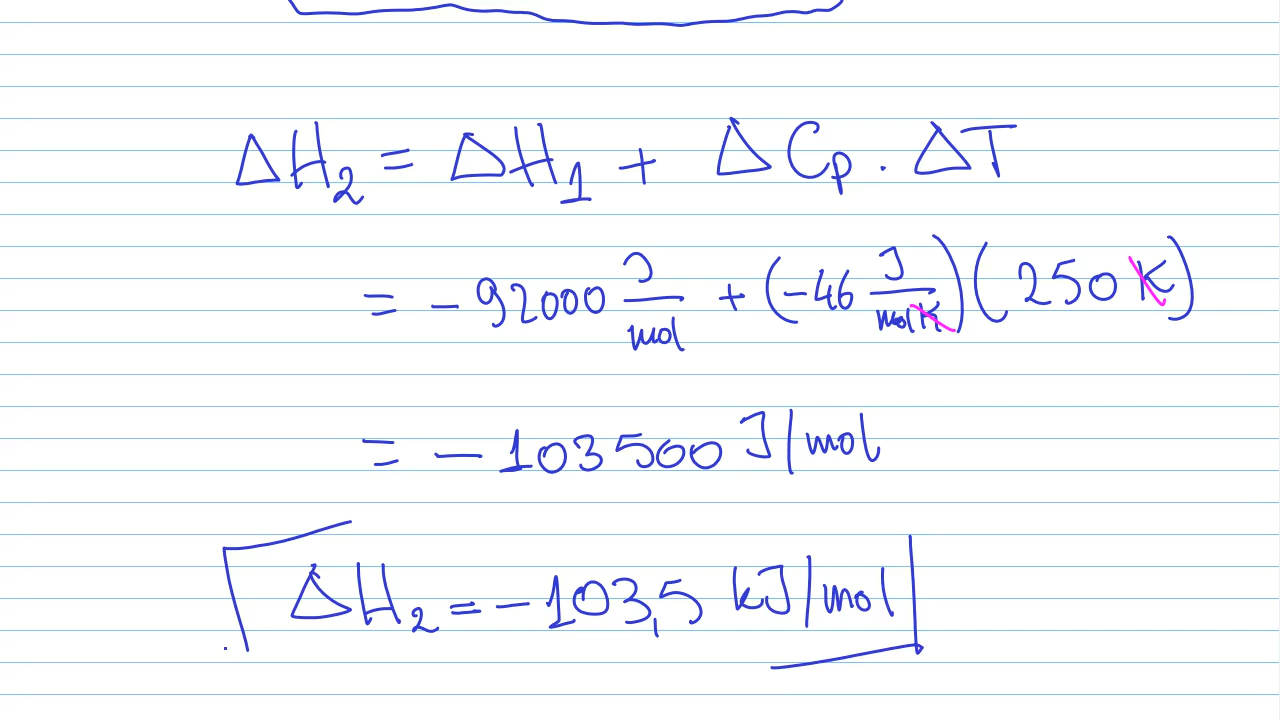 ΔH₂ = ΔH₁ + ΔCp · ΔT
= - 92000 J/mol + (-46 J/molK)(250 K)
= - 103500 J/mol
ΔH₂ = - 103,5 kJ/mol